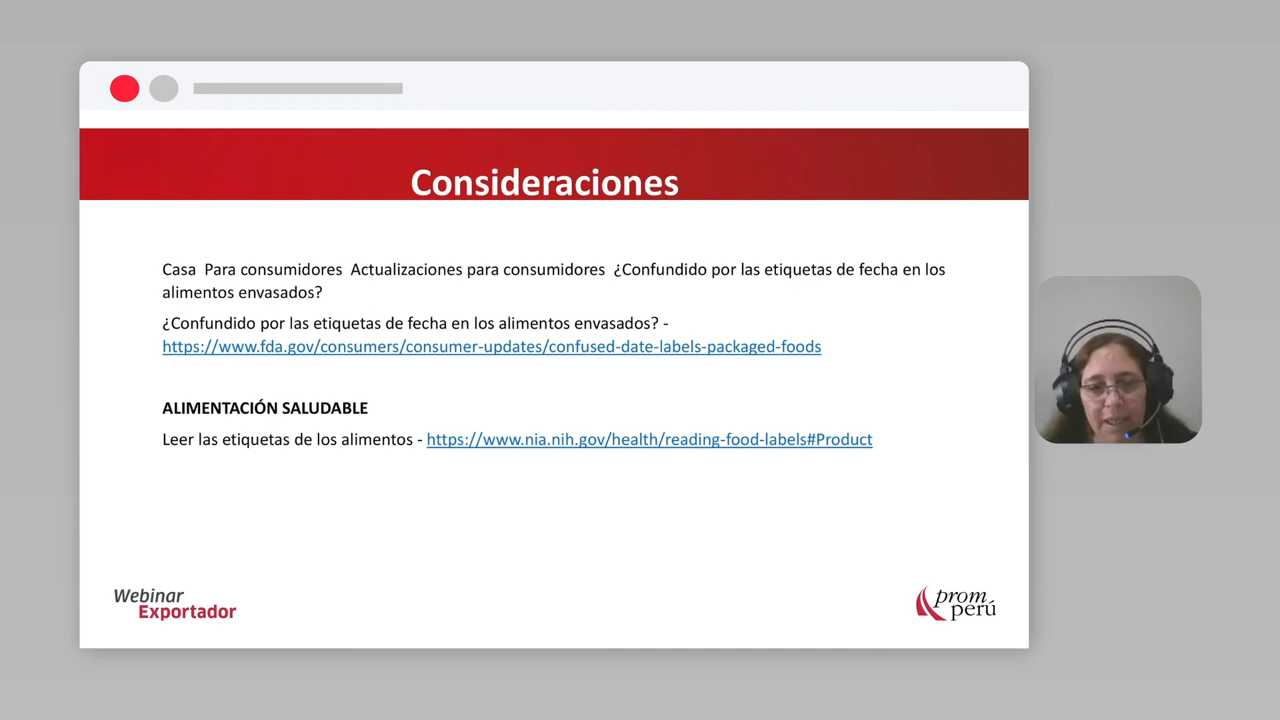 Consideraciones
Casa Para consumidores Actualizaciones para consumidores ¿Confundido por las etiquetas de fecha en los
alimentos envasados?
¿Confundido por las etiquetas de fecha en los alimentos envasados? -
https://www.fda.gov/consumers/consumer-updates/confused-date-labels-packaged-foods
ALIMENTACIÓN SALUDABLE
Leer las etiquetas de los alimentos - https://www.nia.nih.gov/health/reading-food-labels#Product
Webinar
Exportador
prom
perú